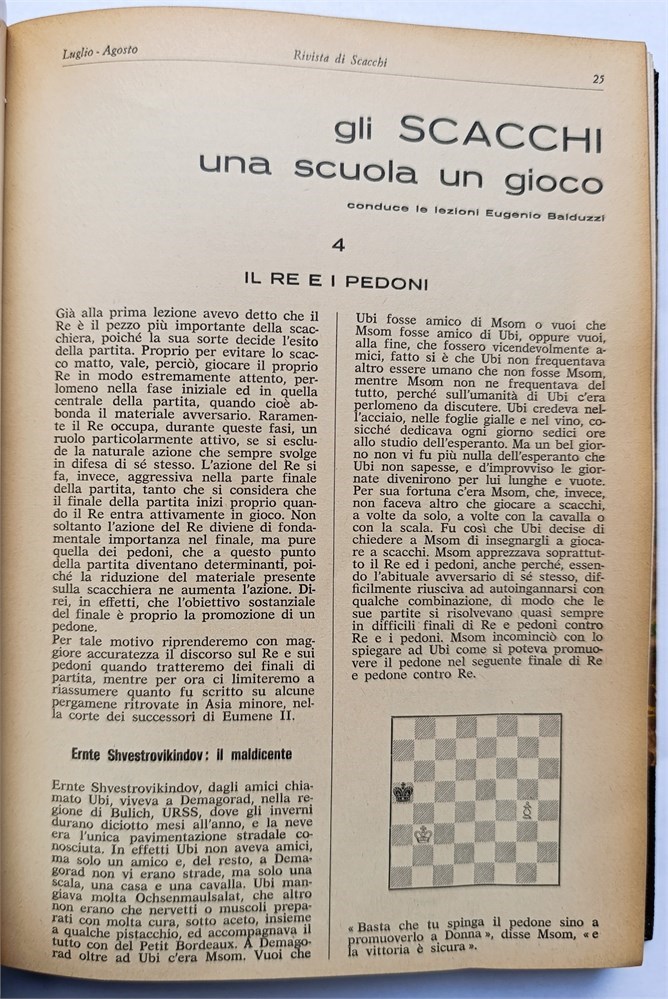 Luglio - Agosto
Rivista di Scacchi
25
gli SCACCHI
una scuola un gioco
conduce le lezioni Eugenio Balduzzi
4
IL RE E I PEDONI
Già alla prima lezione avevo detto che il
Re è il pezzo più importante della scac-
chiera, poiché la sua sorte decide l'esito
della partita. Proprio per evitare lo scac-
co matto, vale, perciò, giocare il proprio
Re in modo estremamente attento, per-
lomeno nella fase iniziale ed in quella
centrale della partita, quando cioè ab-
bonda il materiale avversario. Raramen-
te il Re occupa, durante queste fasi, un
ruolo particolarmente attivo, se si esclu-
de la naturale azione che sempre svolge
in difesa di sé stesso. L'azione del Re si
fa, invece, aggressiva nella parte finale
della partita, tanto che si considera che
il finale della partita inizi proprio quan-
do il Re entra attivamente in gioco. Non
soltanto l'azione del Re diviene di fonda-
mentale importanza nel finale, ma pure
quella dei pedoni, che a questo punto
della partita diventano determinanti, poi-
ché la riduzione del materiale presente
sulla scacchiera ne aumenta l'azione. Di-
rei, in effetti, che l'obiettivo sostanziale
del finale è proprio la promozione di un
pedone.
Per tale motivo riprenderemo con mag-
giore accuratezza il discorso sul Re e sui
pedoni quando tratteremo dei finali di
partita, mentre per ora ci limiteremo a
riassumere quanto fu scritto su alcune
pergamene ritrovate in Asia minore, nel-
la corte dei successori di Eumene II.
Ernte Shvestrovikindov: il maldicente
Ernte Shvestrovikindov, dagli amici chia-
mato Ubi, viveva a Demagorad, nella re-
gione di Bulich, URSS, dove gli inverni
durano diciotto mesi all'anno, e la neve
era l'unica pavimentazione stradale co-
nosciuta. In effetti Ubi non aveva amici,
ma solo un amico e, del resto, a Dema-
gorad non vi erano strade, ma solo una
scala, una casa e una cavalla. Ubi man-
giava molta Ochsenmaulsalat, che altro
non erano che nervetti o muscoli prepa-
rati con molta cura, sotto aceto, insieme
a qualche pistacchio, ed accompagnava il
tutto con del Petit Bordeaux. A Demago-
rad oltre ad Ubi c'era Msom. Vuoi che
Ubi fosse amico di Msom o vuoi che
Msom fosse amico di Ubi, oppure vuoi,
alla fine, che fossero vicendevolmente a-
mici, fatto si è che Ubi non frequentava
altro essere umano che non fosse Msom,
mentre Msom non ne frequentava del
tutto, perché sull'umanità di Ubi c'era
perlomeno da discutere. Ubi credeva nel-
l'acciaio, nelle foglie gialle e nel vino, co-
sicché dedicava ogni giorno sedici ore
allo studio dell'esperanto. Ma un bel gior-
no non vi fu più nulla dell'esperanto che
Ubi non sapesse, e d'improvviso le gior-
nate divenirono per lui lunghe e vuote.
Per sua fortuna c'era Msom, che, invece,
non faceva altro che giocare a scacchi,
a volte da solo, a volte con la cavalla o
con la scala. Fu così che Ubi decise di
chiedere a Msom di insegnargli a gioca-
re a scacchi. Msom apprezzava soprattut-
to il Re ed i pedoni, anche perché, essen-
do l'abituale avversario di sé stesso, dif-
ficilmente riusciva ad autoingannarsi con
qualche combinazione, di modo che le
sue partite si risolvevano quasi sempre
in difficili finali di Re e pedoni contro
Re e i pedoni. Msom incominciò con lo
spiegare ad Ubi come si poteva promuo-
vere il pedone nel seguente finale di Re
e pedone contro Re.
« Basta che tu spinga il pedone sino a
promuoverlo a Donna », disse Msom, « e
la vittoria è sicura ».